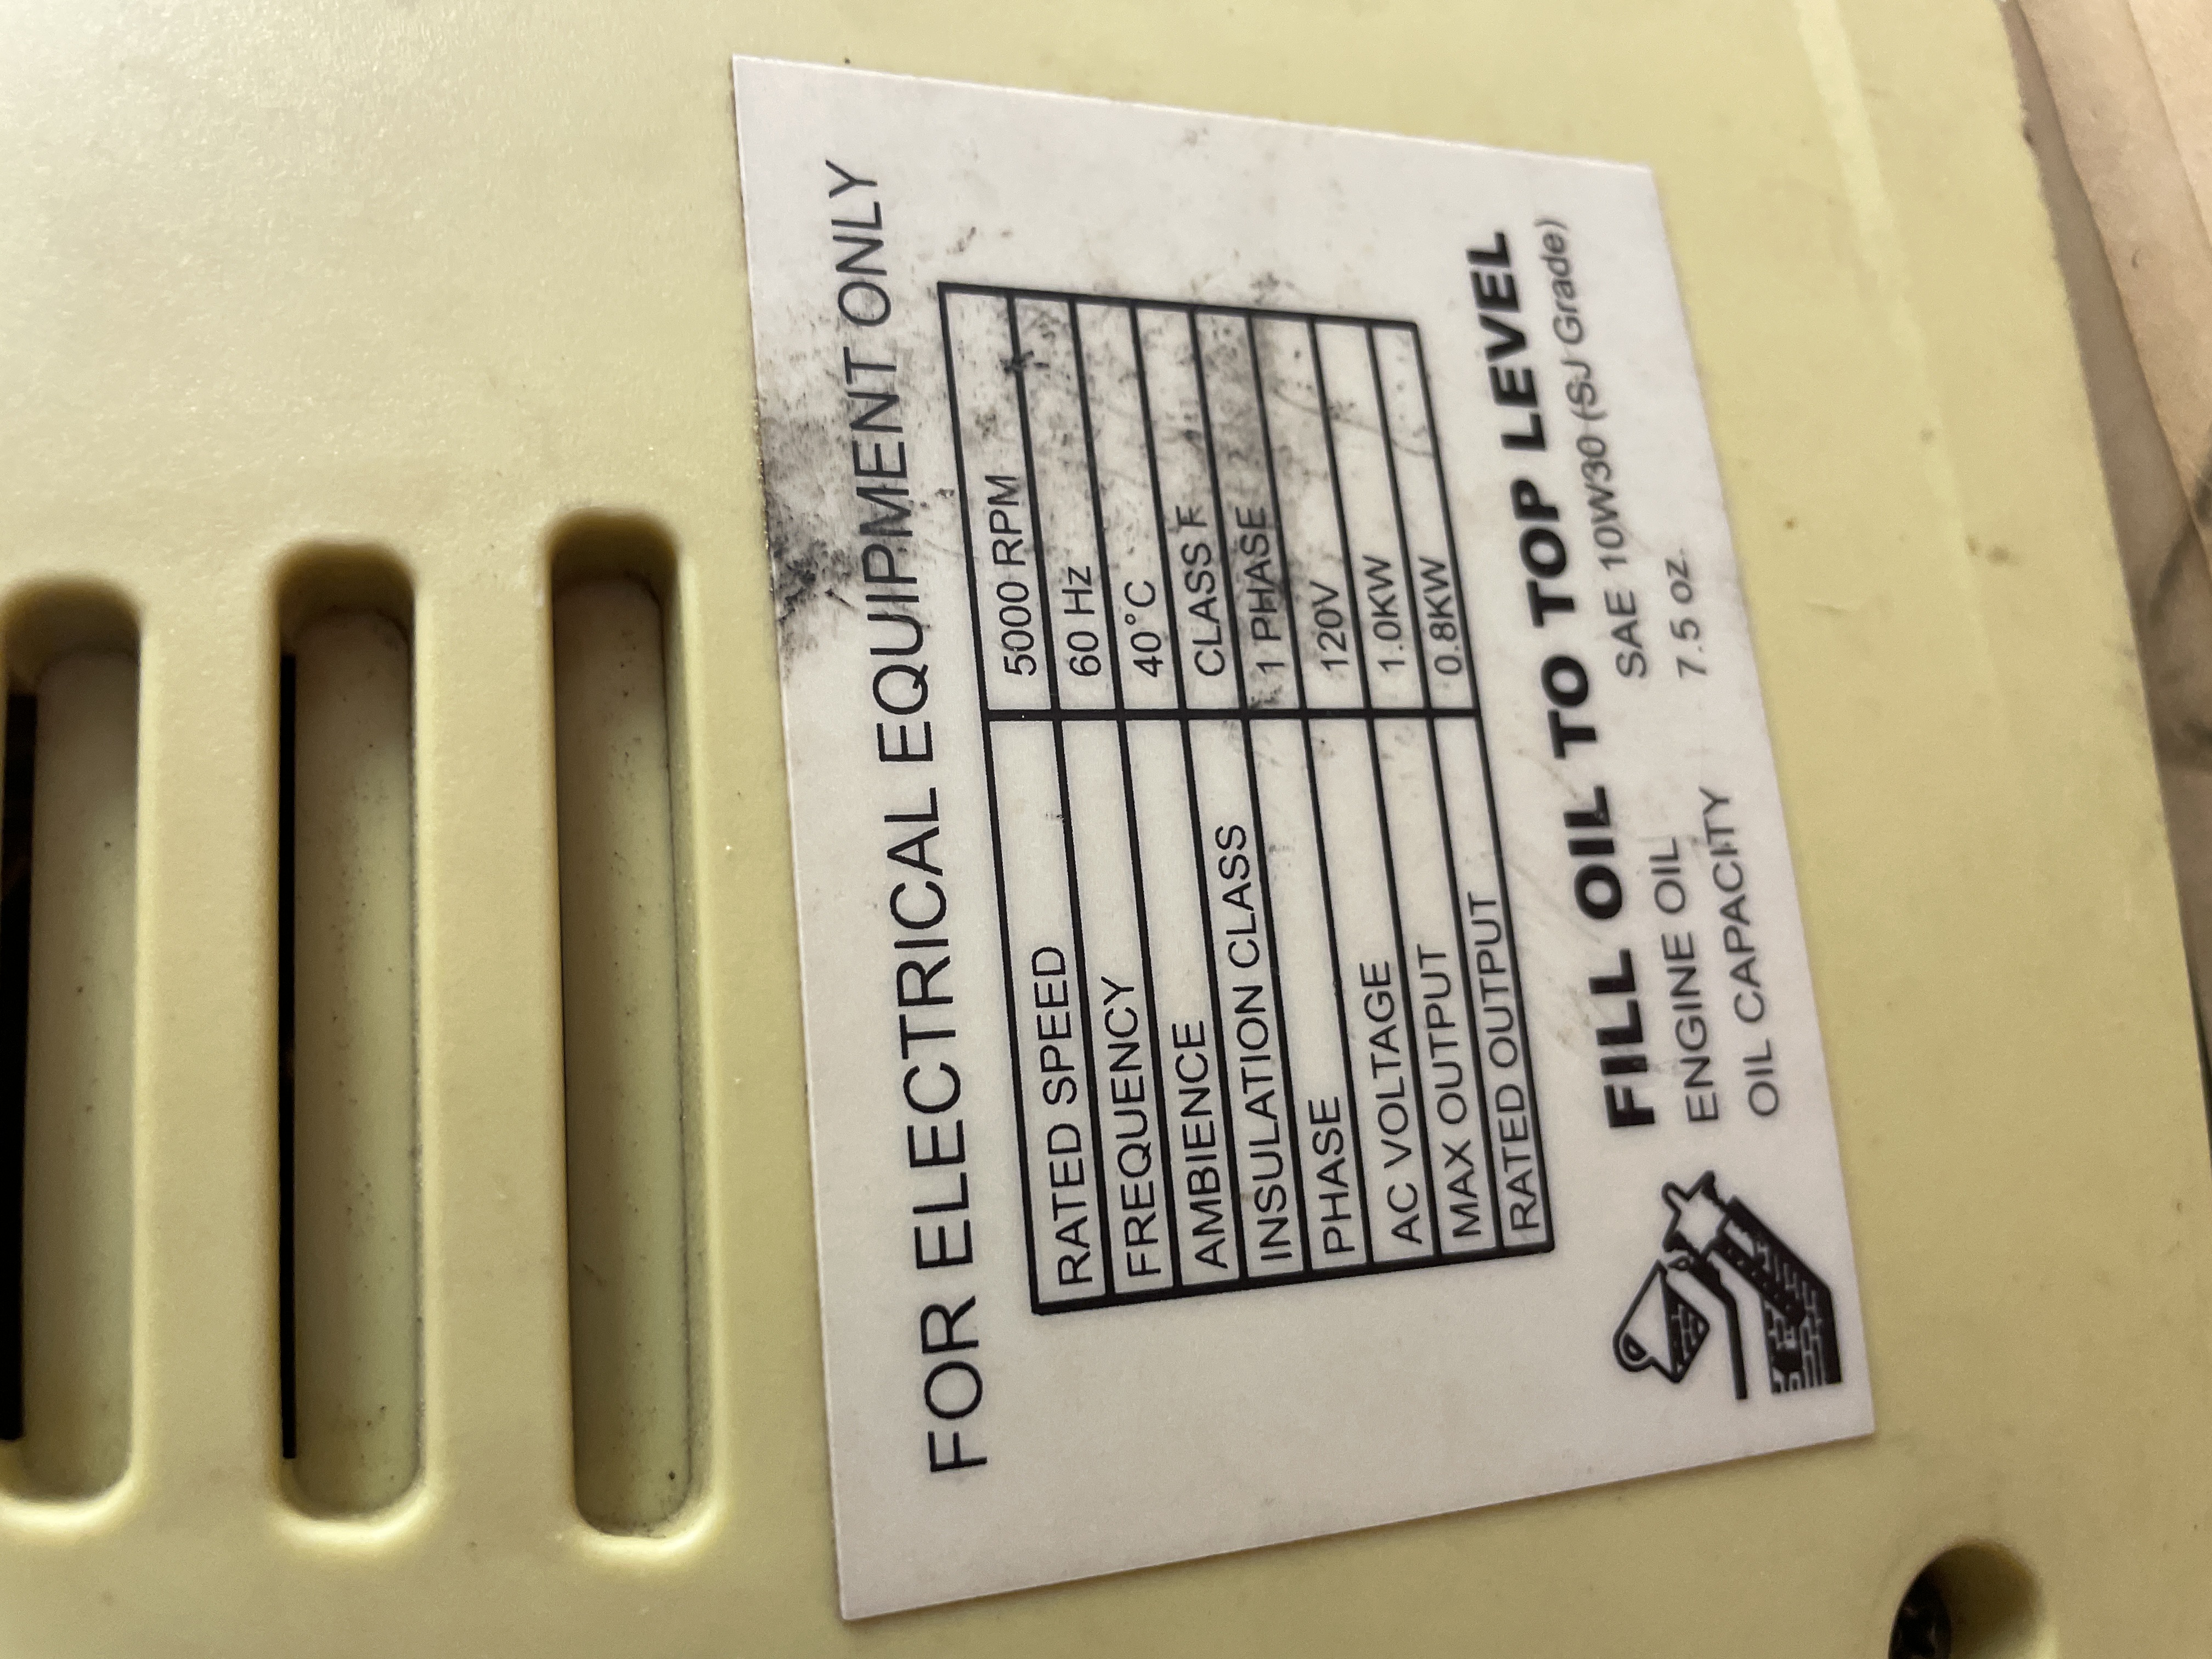 FOR ELECTRICAL EQUIPMENT ONLY
RATED SPEED 5000 RPM
FREQUENCY 60 Hz
AMBIENCE 40°C
INSULATION CLASS CLASS F
PHASE 1 PHASE
AC VOLTAGE 120V
MAX OUTPUT 1.0KW
RATED OUTPUT 0.8KW
FILL OIL TO TOP LEVEL
ENGINE OIL SAE 10W30 (SJ Grade)
OIL CAPACITY 7.5 oz.